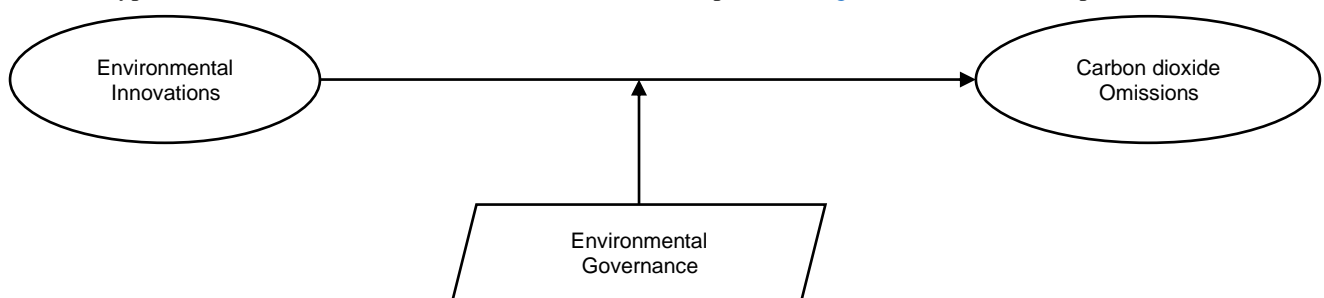 Environmental
Innovations
Carbon dioxide
Omissions
Environmental
Governance